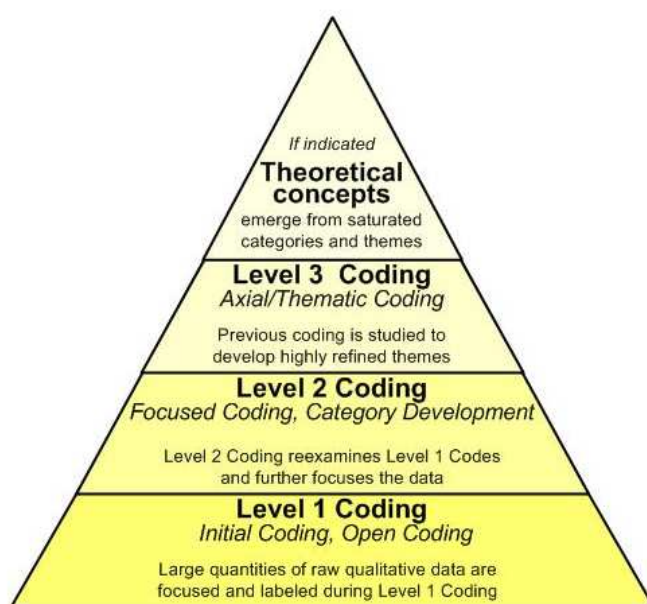 If indicated
Theoretical
concepts
emerge from saturated
categories and themes
Level 3 Coding
Axial/Thematic Coding
Previous coding is studied to
develop highly refined themes
Level 2 Coding
Focused Coding, Category Development
Level 2 Coding reexamines Level 1 Codes
and further focuses the data
Level 1 Coding
Initial Coding, Open Coding
Large quantities of raw qualitative data are
focused and labeled during Level 1 Coding